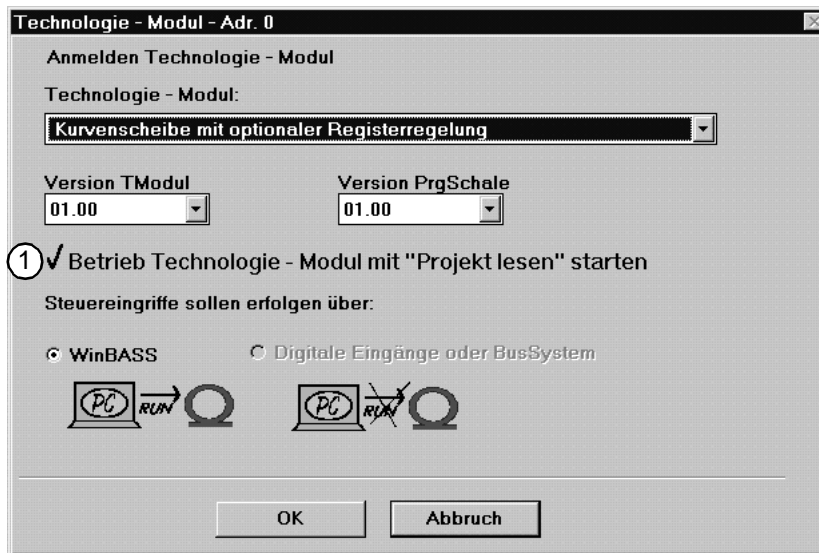 Technologie - Modul - Adr. 0
Anmelden Technologie - Modul
Technologie - Modul:
Kurvenscheibe mit optionaler Registerregelung
Version TModul Version PrgSchale
01.00 01.00
1 Betrieb Technologie - Modul mit "Projekt lesen" starten
Steuereingriffe sollen erfolgen über:
WinBASS Digitale Eingänge oder BusSystem
PC RUN PC RUN
OK Abbruch